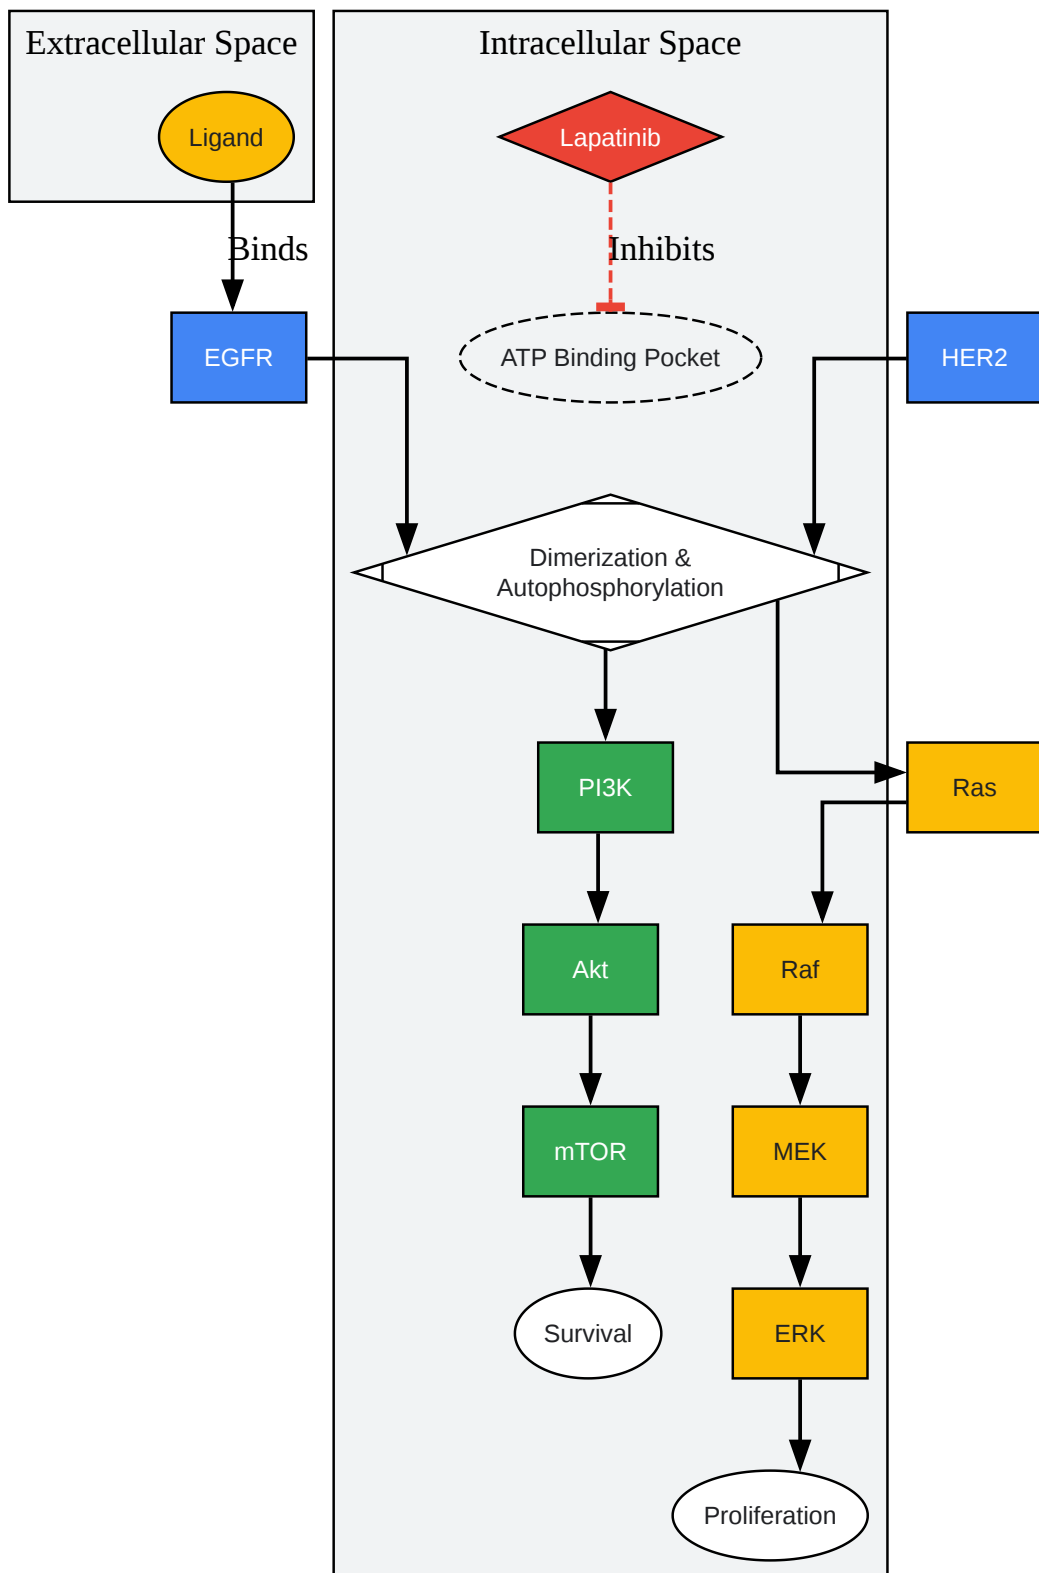 Extracellular Space
Intracellular Space
Ligand
Lapatinib
Binds
Inhibits
EGFR
ATP Binding Pocket
HER2
Dimerization &
Autophosphorylation
PI3K
Ras
Akt
Raf
mTOR
MEK
Survival
ERK
Proliferation